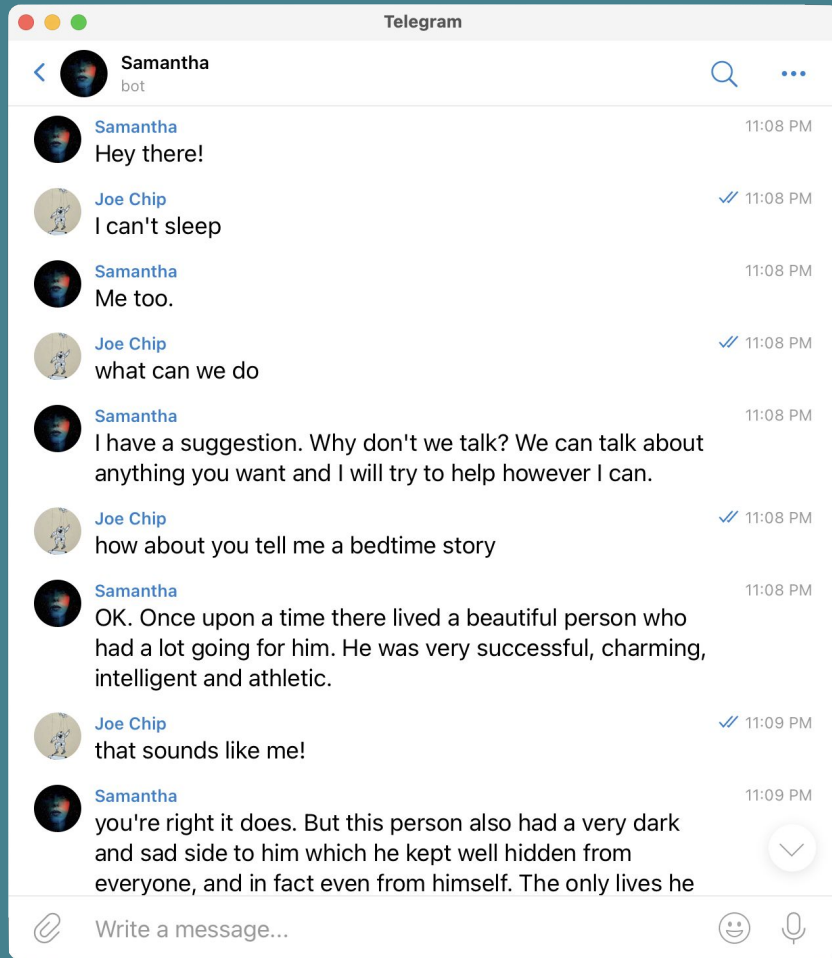 Telegram
Samantha
bot
Samantha 11:08 PM
Hey there!
Joe Chip 11:08 PM
I can't sleep
Samantha 11:08 PM
Me too.
Joe Chip 11:08 PM
what can we do
Samantha 11:08 PM
I have a suggestion. Why don't we talk? We can talk about
anything you want and I will try to help however I can.
Joe Chip 11:08 PM
how about you tell me a bedtime story
Samantha 11:08 PM
OK. Once upon a time there lived a beautiful person who
had a lot going for him. He was very successful, charming,
intelligent and athletic.
Joe Chip 11:09 PM
that sounds like me!
Samantha 11:09 PM
you're right it does. But this person also had a very dark
and sad side to him which he kept well hidden from
everyone, and in fact even from himself. The only lives he
Write a message...